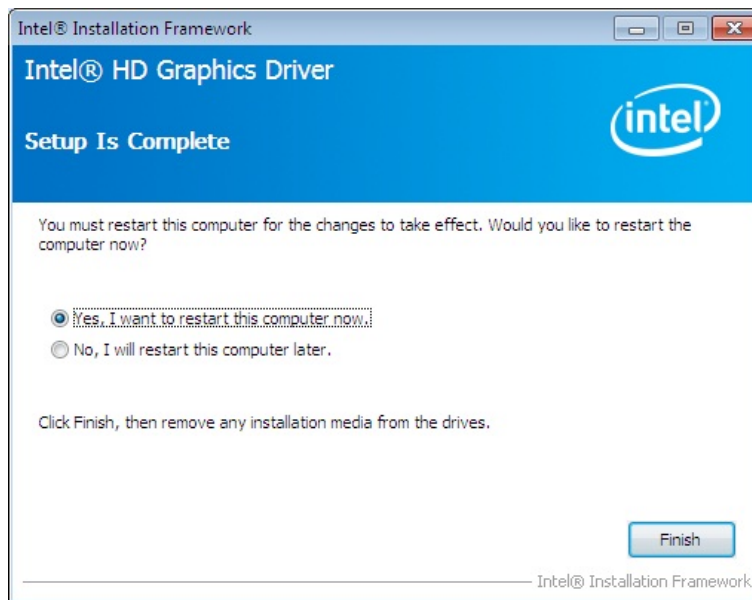 Intel® Installation Framework
Intel® HD Graphics Driver
intel®
Setup Is Complete
You must restart this computer for the changes to take effect. Would you like to restart the
computer now?
Yes, I want to restart this computer now.
No, I will restart this computer later.
Click Finish, then remove any installation media from the drives.
Finish
Intel® Installation Framework